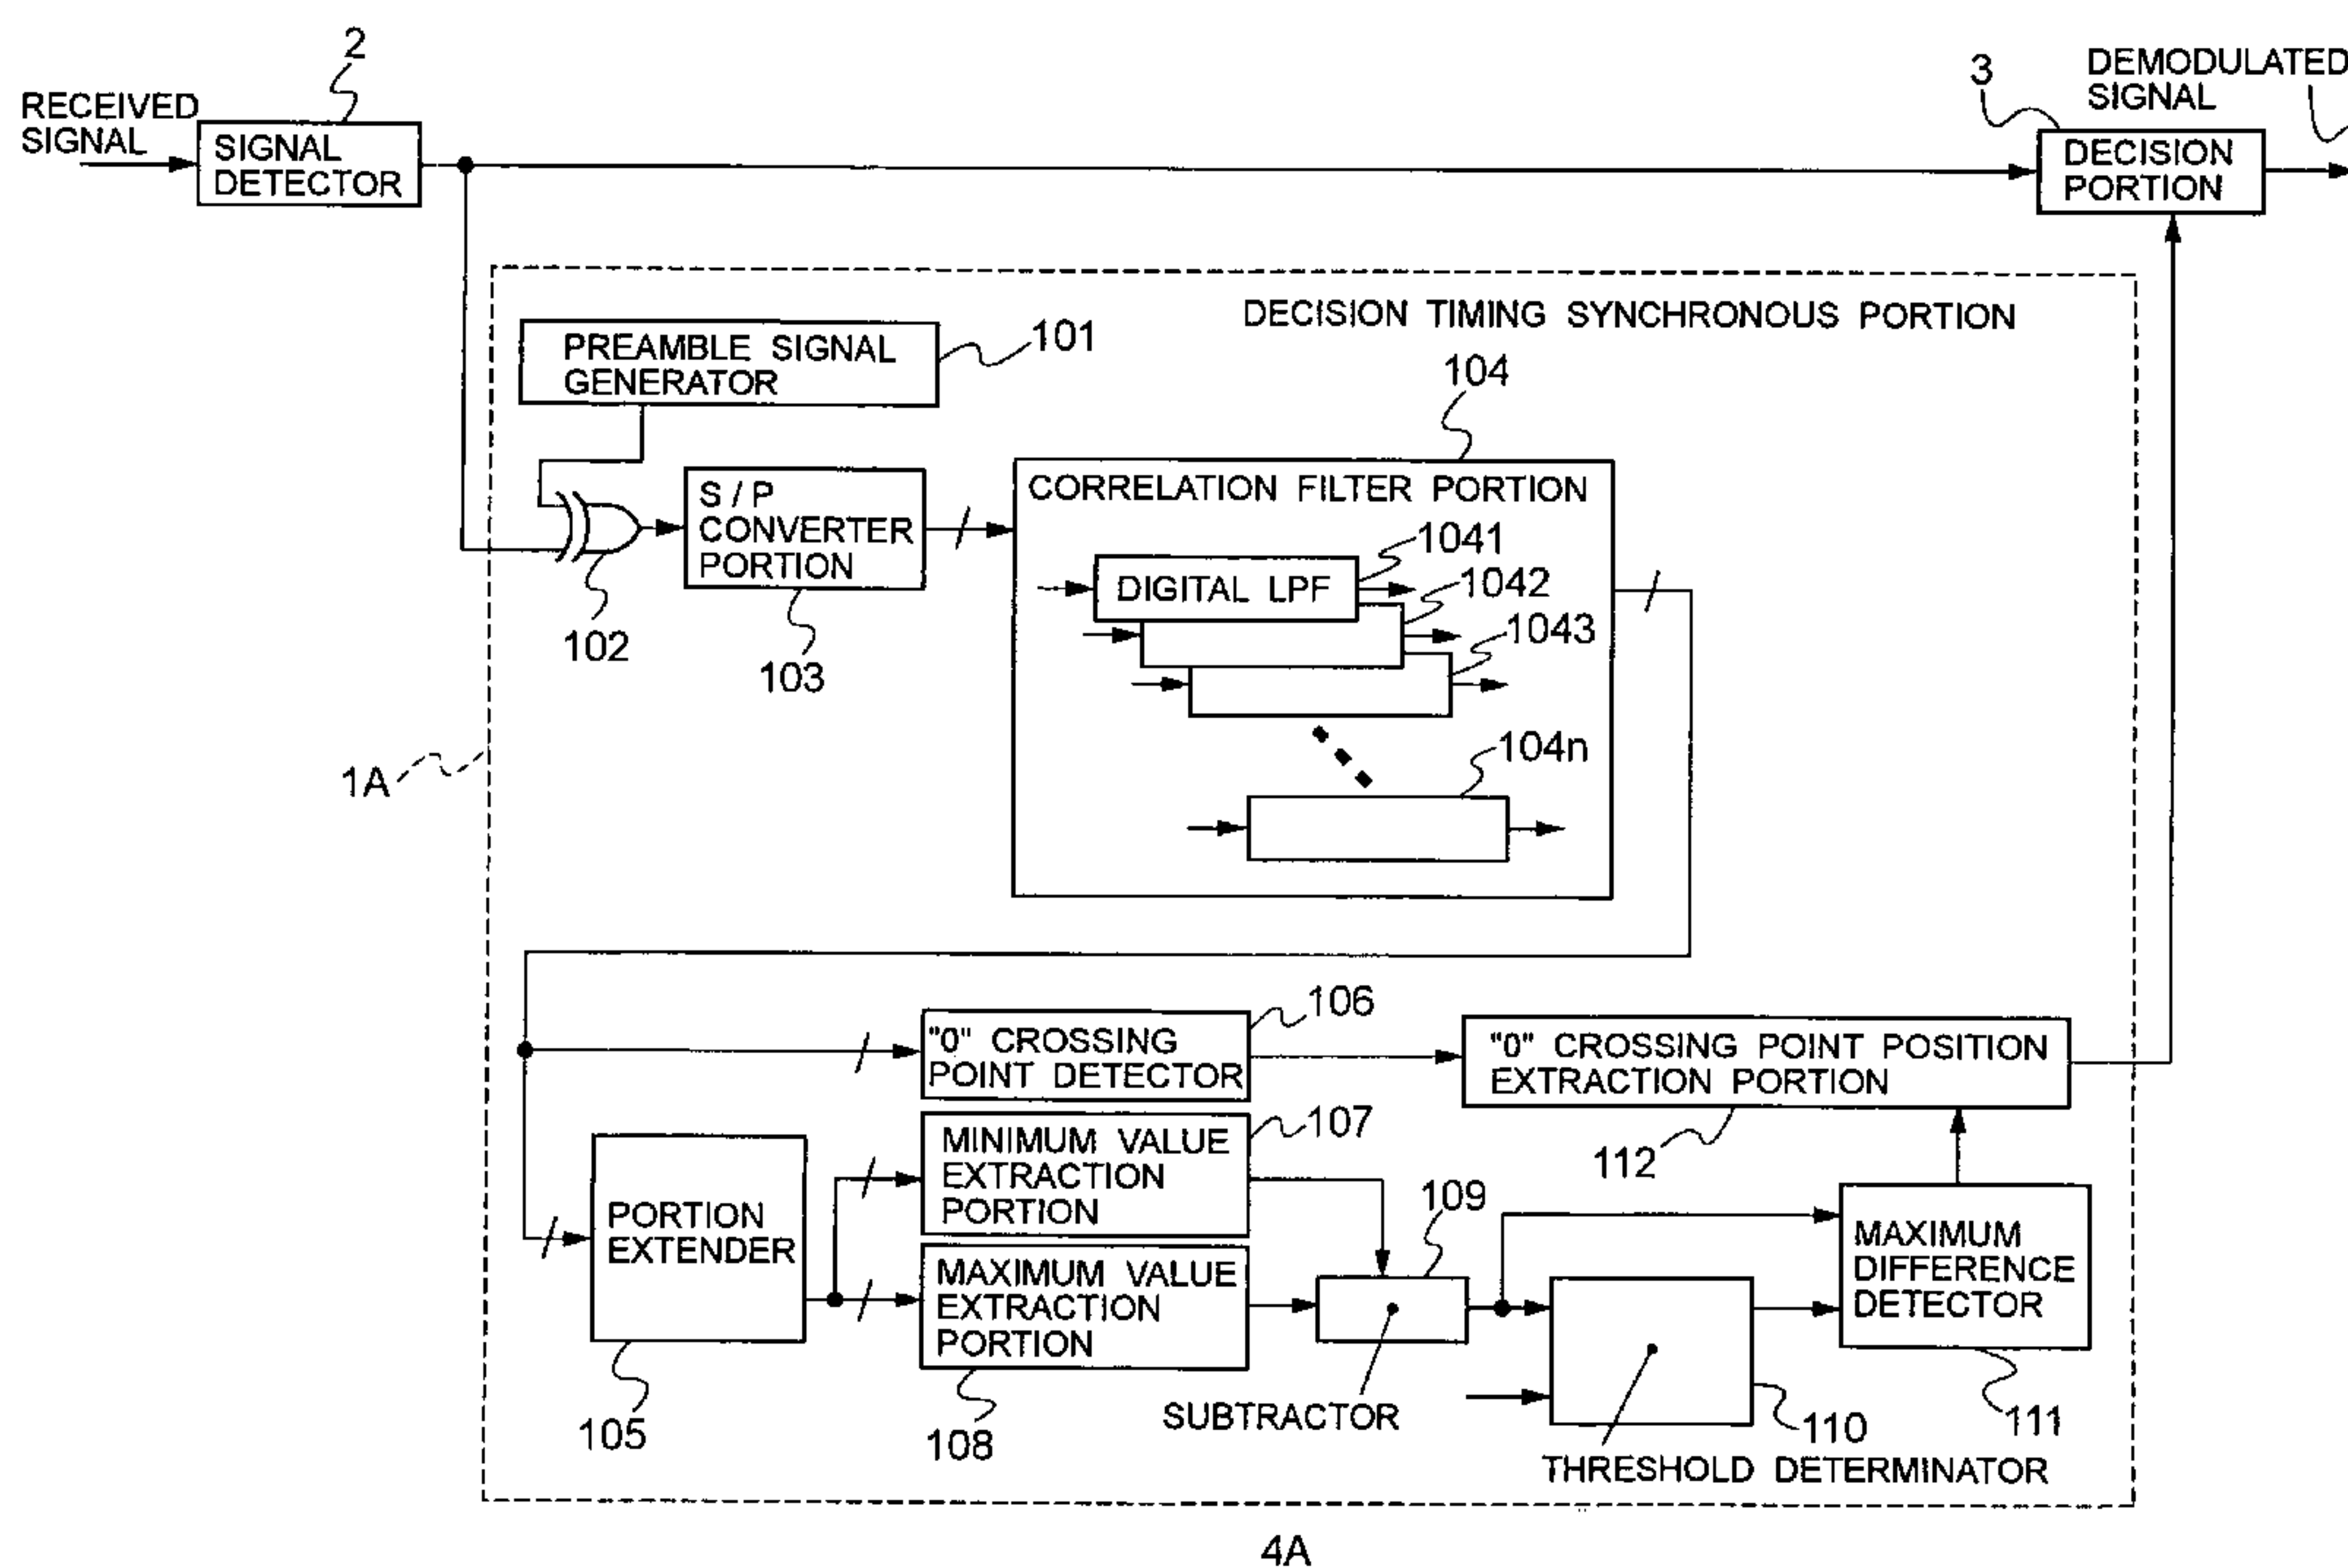 2
RECEIVED
SIGNAL
SIGNAL
DETECTOR
3
DEMODULATED
SIGNAL
DECISION
PORTION
DECISION TIMING SYNCHRONOUS PORTION
PREAMBLE SIGNAL
GENERATOR
101
104
S / P
CONVERTER
PORTION
102
103
CORRELATION FILTER PORTION
DIGITAL LPF
1041
1042
1043
104n
1A
"0" CROSSING
POINT DETECTOR
106
"0" CROSSING POINT POSITION
EXTRACTION PORTION
112
MINIMUM VALUE
EXTRACTION
PORTION
107
PORTION
EXTENDER
105
MAXIMUM VALUE
EXTRACTION
PORTION
108
109
SUBTRACTOR
MAXIMUM
DIFFERENCE
DETECTOR
110
111
THRESHOLD DETERMINATOR
4A